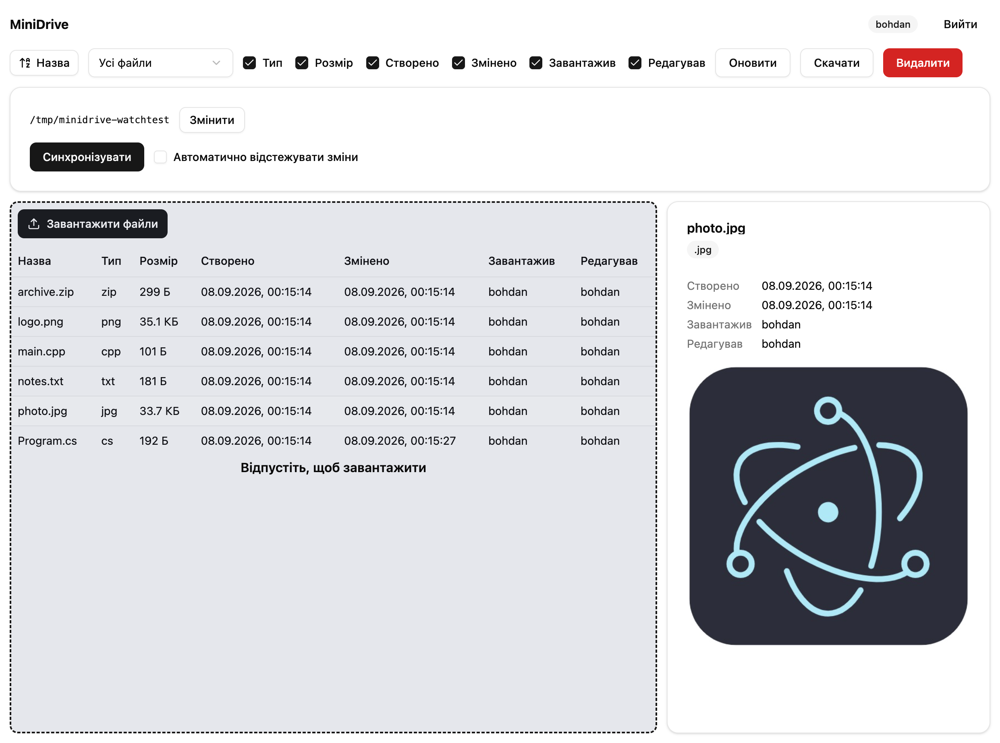 MiniDrive bohdan Вийти
Назва Усі файли Тип Розмір Створено Змінено Завантажив Редагував Оновити Скачати Видалити
/tmp/minidrive-watchtest Змінити
Синхронізувати Автоматично відстежувати зміни
Завантажити файли
Назва Тип Розмір Створено Змінено Завантажив Редагував
archive.zip zip 299 Б 08.09.2026, 00:15:14 08.09.2026, 00:15:14 bohdan bohdan
logo.png png 35.1 КБ 08.09.2026, 00:15:14 08.09.2026, 00:15:14 bohdan bohdan
main.cpp cpp 101 Б 08.09.2026, 00:15:14 08.09.2026, 00:15:14 bohdan bohdan
notes.txt txt 181 Б 08.09.2026, 00:15:14 08.09.2026, 00:15:14 bohdan bohdan
photo.jpg jpg 33.7 КБ 08.09.2026, 00:15:14 08.09.2026, 00:15:14 bohdan bohdan
Program.cs cs 192 Б 08.09.2026, 00:15:14 08.09.2026, 00:15:27 bohdan bohdan
Відпустіть, щоб завантажити
photo.jpg
.jpg
Створено 08.09.2026, 00:15:14
Змінено 08.09.2026, 00:15:14
Завантажив bohdan
Редагував bohdan